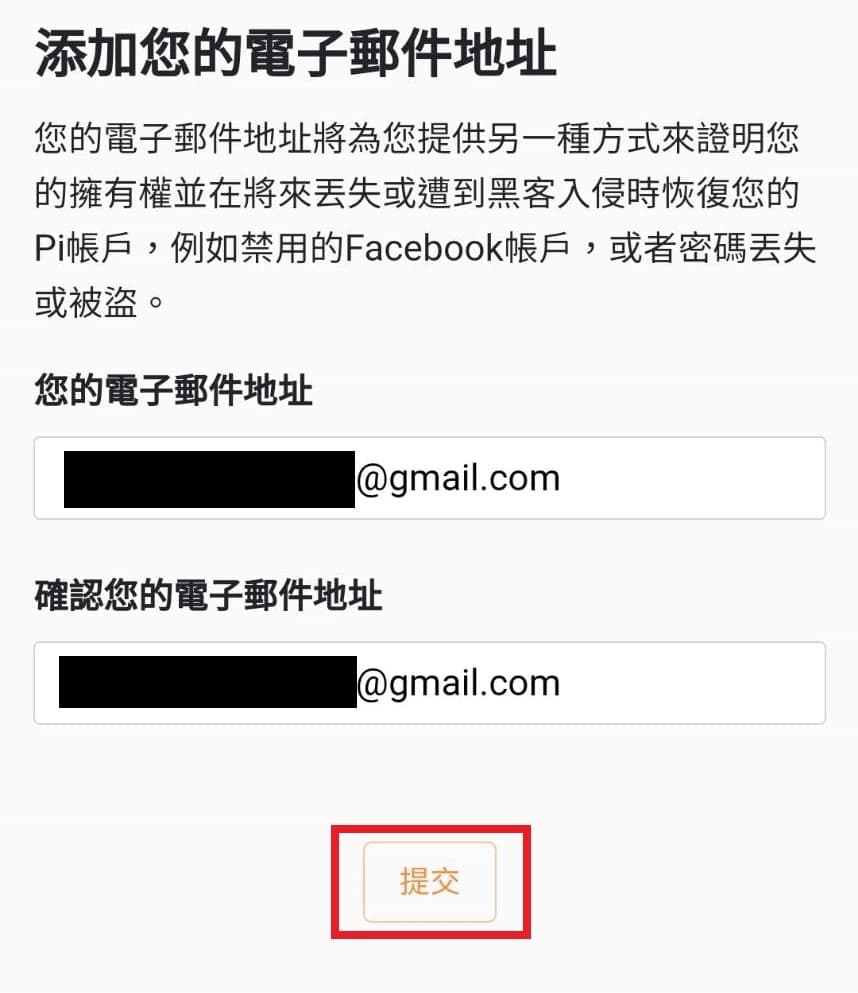 添加您的電子郵件地址
您的電子郵件地址將為您提供另一種方式來證明您
的擁有權並在將來丟失或遭到黑客入侵時恢復您的
Pi帳戶，例如禁用的Facebook帳戶，或者密碼丟失
或被盜。
您的電子郵件地址
@gmail.com
確認您的電子郵件地址
@gmail.com
提交